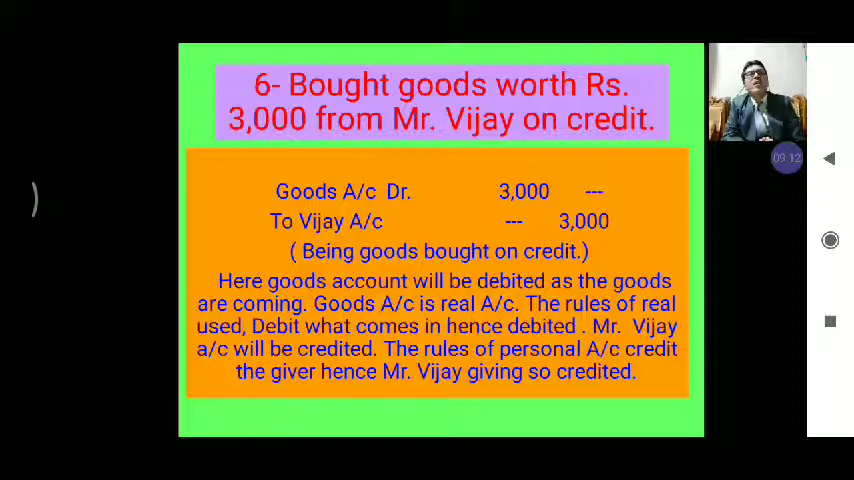 6- Bought goods worth Rs.
3,000 from Mr. Vijay on credit.
Goods A/c Dr. 3,000 ---
To Vijay A/c --- 3,000
( Being goods bought on credit.)
Here goods account will be debited as the goods
are coming. Goods A/c is real A/c. The rules of real
used, Debit what comes in hence debited . Mr. Vijay
a/c will be credited. The rules of personal A/c credit
the giver hence Mr. Vijay giving so credited.
09:12